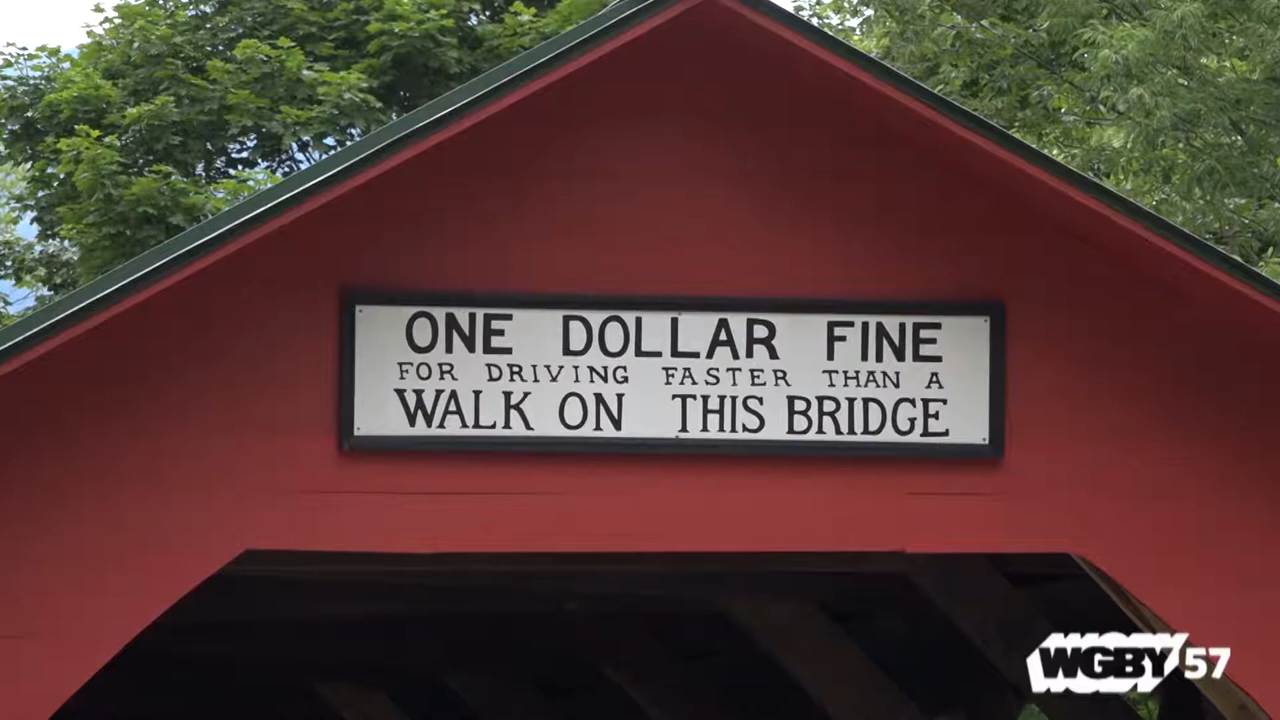 ONE DOLLAR FINE
FOR DRIVING FASTER THAN A
WALK ON THIS BRIDGE
WGBY 57